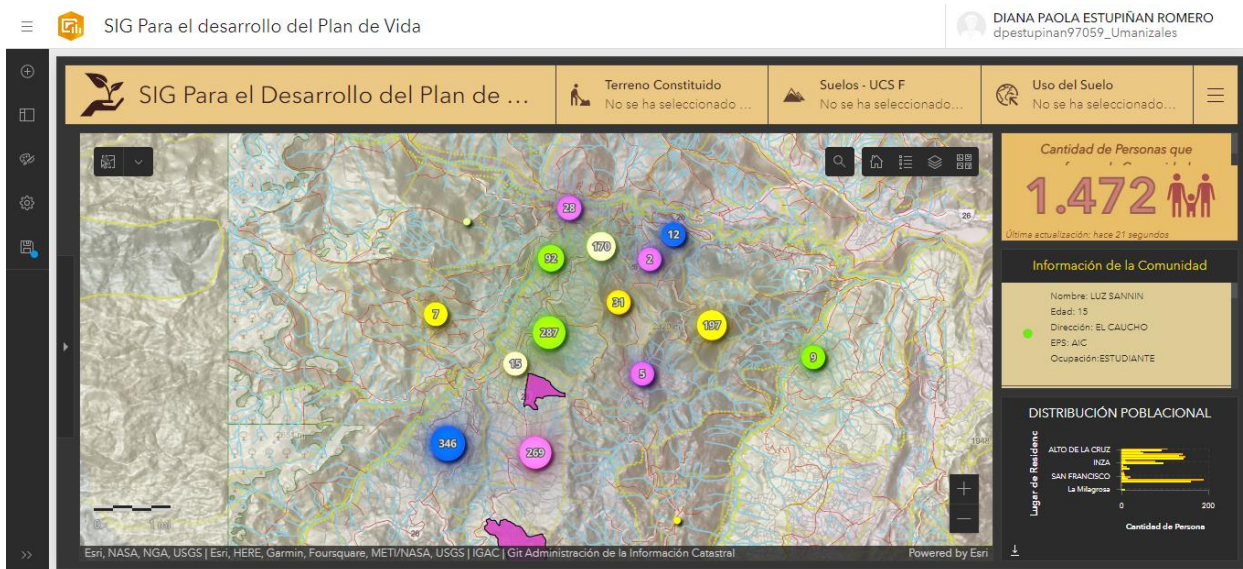 SIG Para el desarrollo del Plan de Vida
DIANA PAOLA ESTUPIÑAN ROMERO
dpestupinan97059_Umanizales
SIG Para el Desarrollo del Plan de ...
Terreno Constituido
No se ha seleccionado ...
Suelos - UCS F
No se ha seleccionado...
Uso del Suelo
No se ha seleccionado...
28
12
170
92
2
26
31
7
197
287
9
15
5
346
269
1948
26
Esri, NASA, NGA, USGS | Esri, HERE, Garmin, Foursquare, METI/NASA, USGS | IGAC | Git Administración de la Información Catastral
Powered by Esri
Cantidad de Personas que
1.472
Última actualización: hace 21 segundos
Información de la Comunidad
Nombre: LUZ SANNIN
Edad: 15
Dirección: EL CAUCHO
EPS: AIC
Ocupación:ESTUDIANTE
DISTRIBUCIÓN POBLACIONAL
Lugar de Residenc
ALTO DE LA CRUZ
INZA
SAN FRANCISCO
La Milagrosa
0
200
Cantidad de Persona